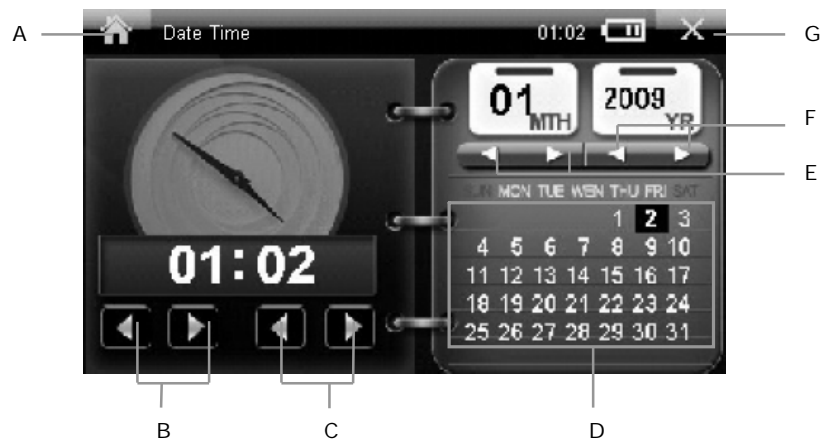 A Date Time 01:02 G
01 MTH 2009 YR F
E
SUN MON TUE WEN THU FRI SAT
1 2 3
4 5 6 7 8 9 10
01:02 11 12 13 14 15 16 17
18 19 20 21 22 23 24
25 26 27 28 29 30 31
B C D